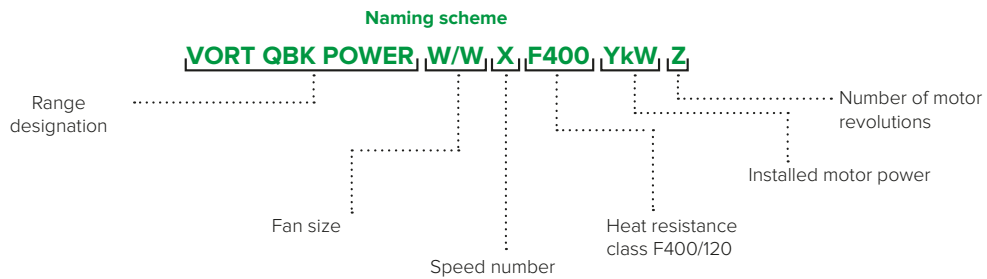 Naming scheme
VORT QBK POWER W/W X F400 YkW Z
Range
designation
Number of motor
revolutions
Installed motor power
Fan size
Heat resistance
class F400/120
Speed number